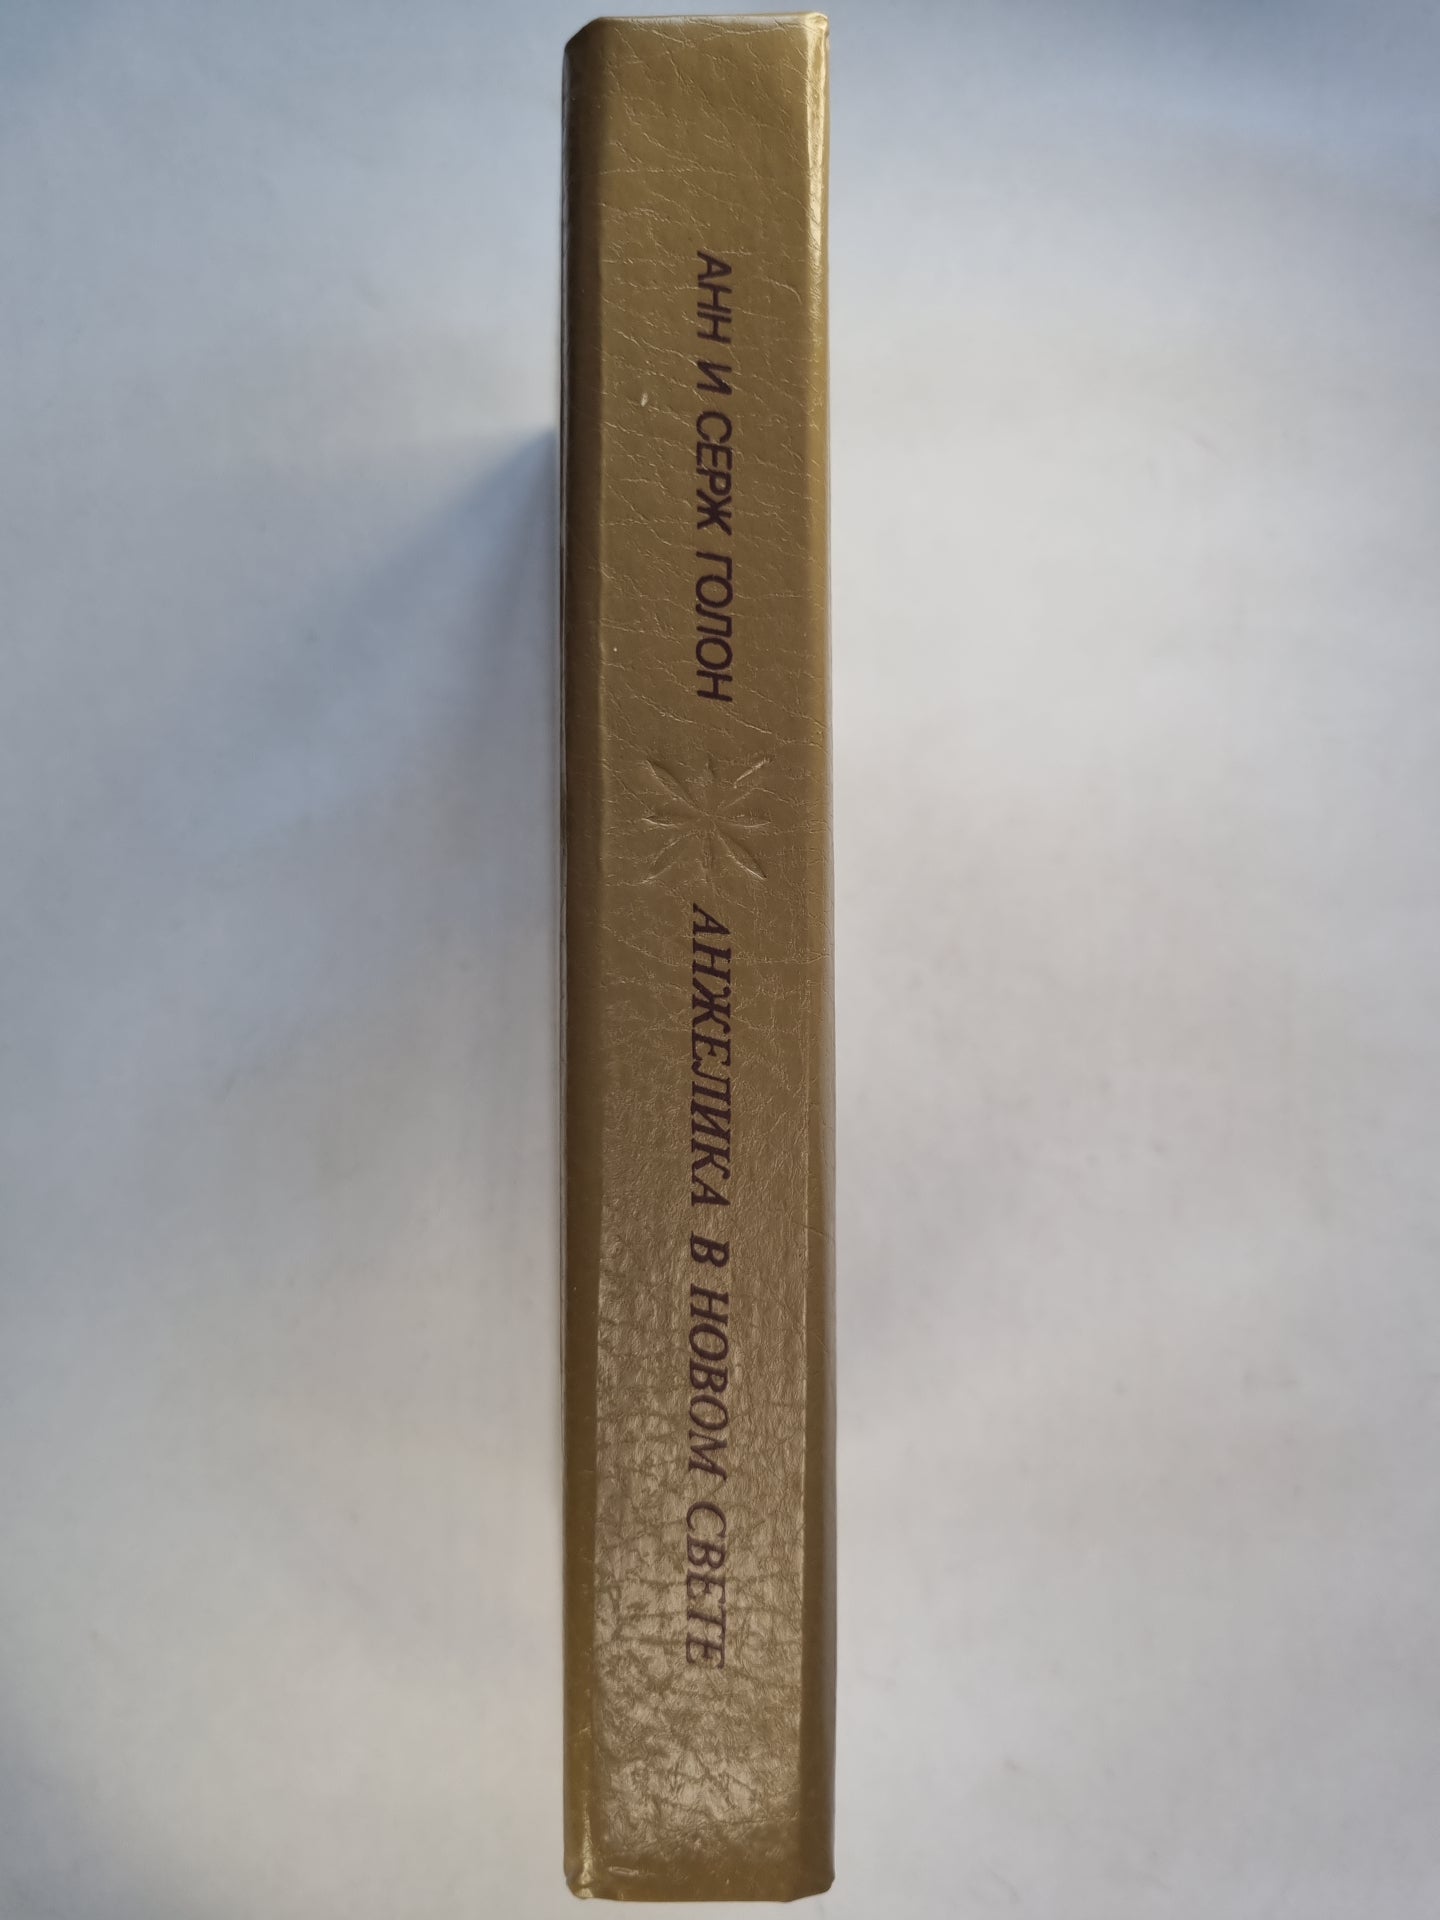 АНН И СЕРЖ ГОЛОН
АНЖЕЛИКА В НОВОМ СВЕТЕ